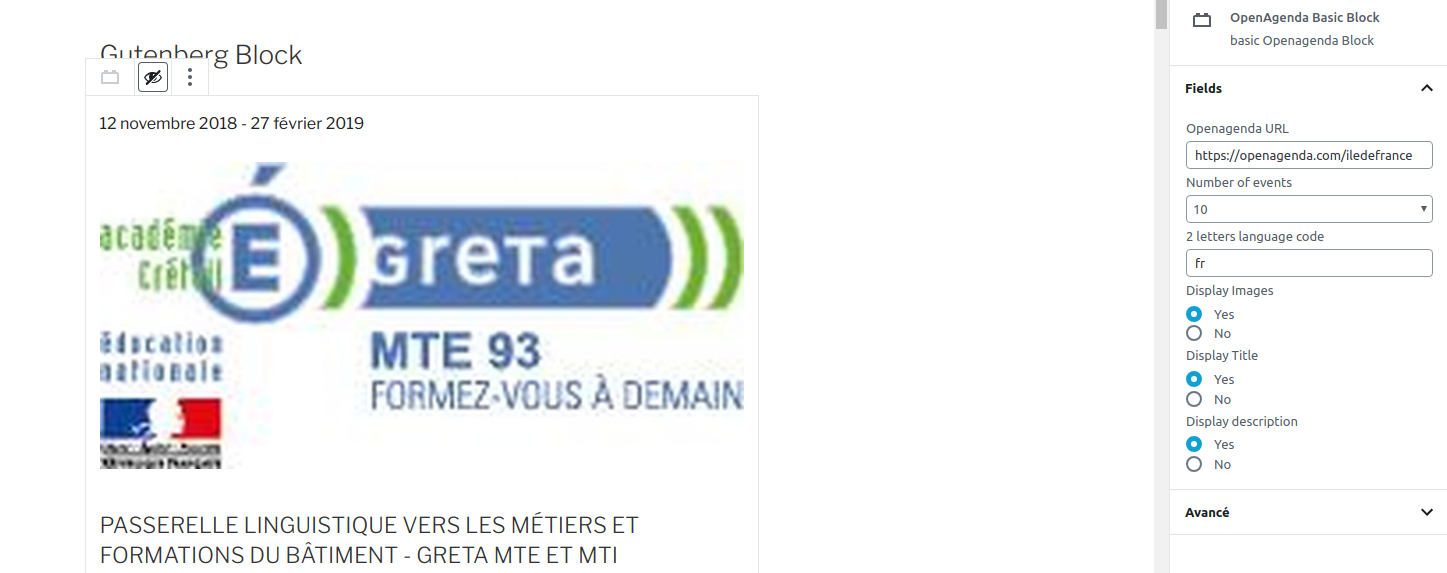 Gutenberg Block
12 novembre 2018 - 27 février 2019
académie
Créteil
É
GRETA
éducation
nationale
MTE 93
FORMEZ-VOUS À DEMAIN
PASSERELLE LINGUISTIQUE VERS LES MÉTIERS ET
FORMATIONS DU BÂTIMENT - GRETA MTE ET MTI
OpenAgenda Basic Block
basic Openagenda Block
Fields
Openagenda URL
https://openagenda.com/iledefrance
Number of events
10
2 letters language code
fr
Display Images
Yes
No
Display Title
Yes
No
Display description
Yes
No
Avancé